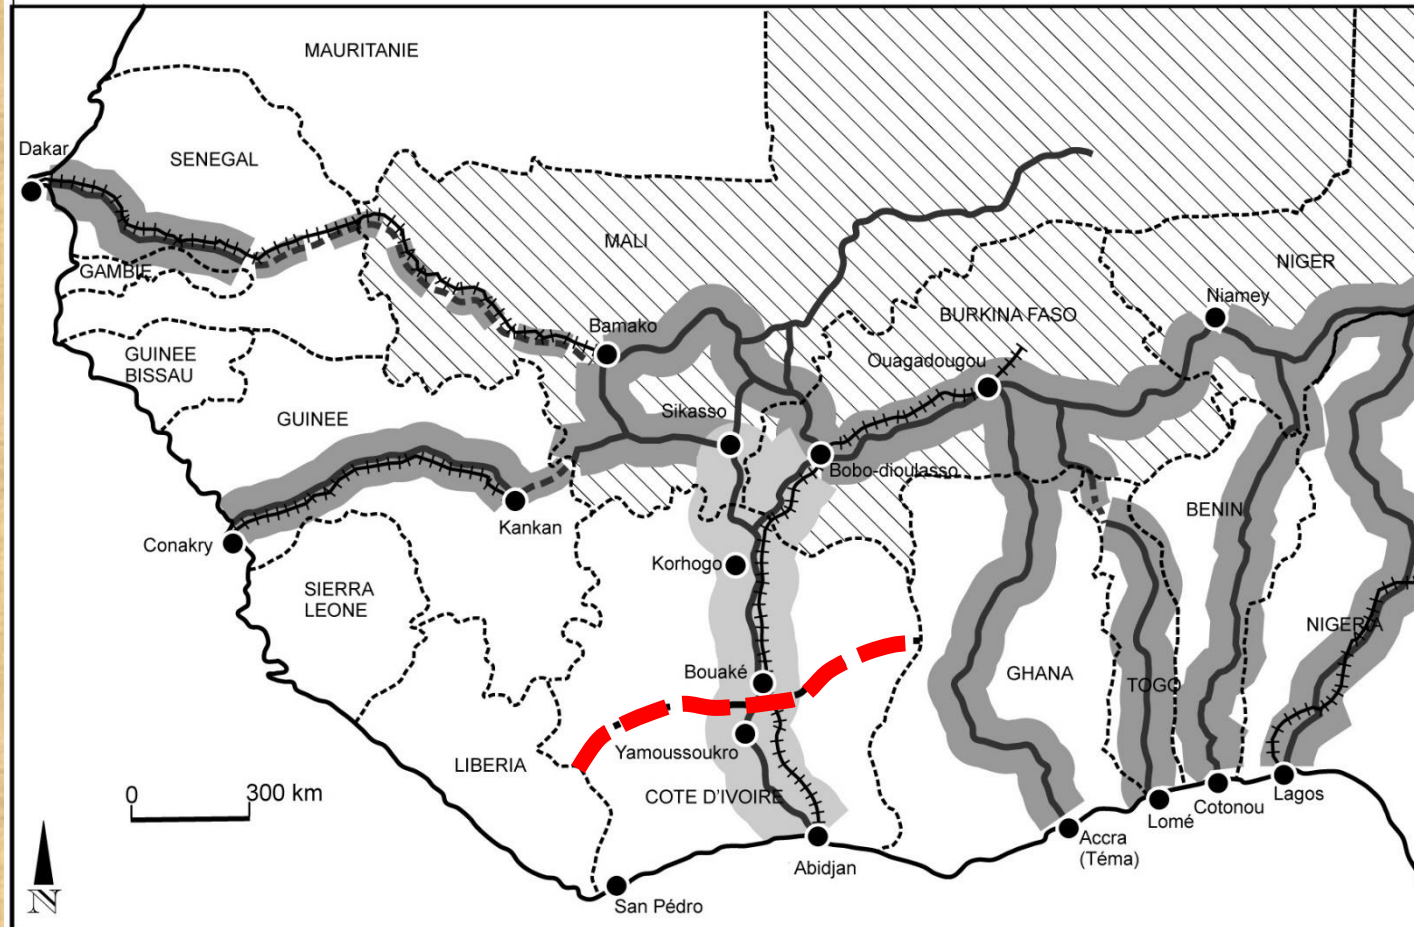 MAURITANIE
Dakar
SENEGAL
MALI
GAMBIE
NIGER
Niamey
BURKINA FASO
Bamako
GUINEE
BISSAU
Ouagadougou
GUINEE
Sikasso
Bobo-dioulasso
Kankan
BENIN
Conakry
Korhogo
SIERRA
LEONE
NIGERIA
Bouaké
GHANA
TOGO
Yamoussoukro
LIBERIA
COTE D'IVOIRE
0
300 km
Lagos
Cotonou
Lomé
Accra
(Téma)
Abidjan
N
San Pédro